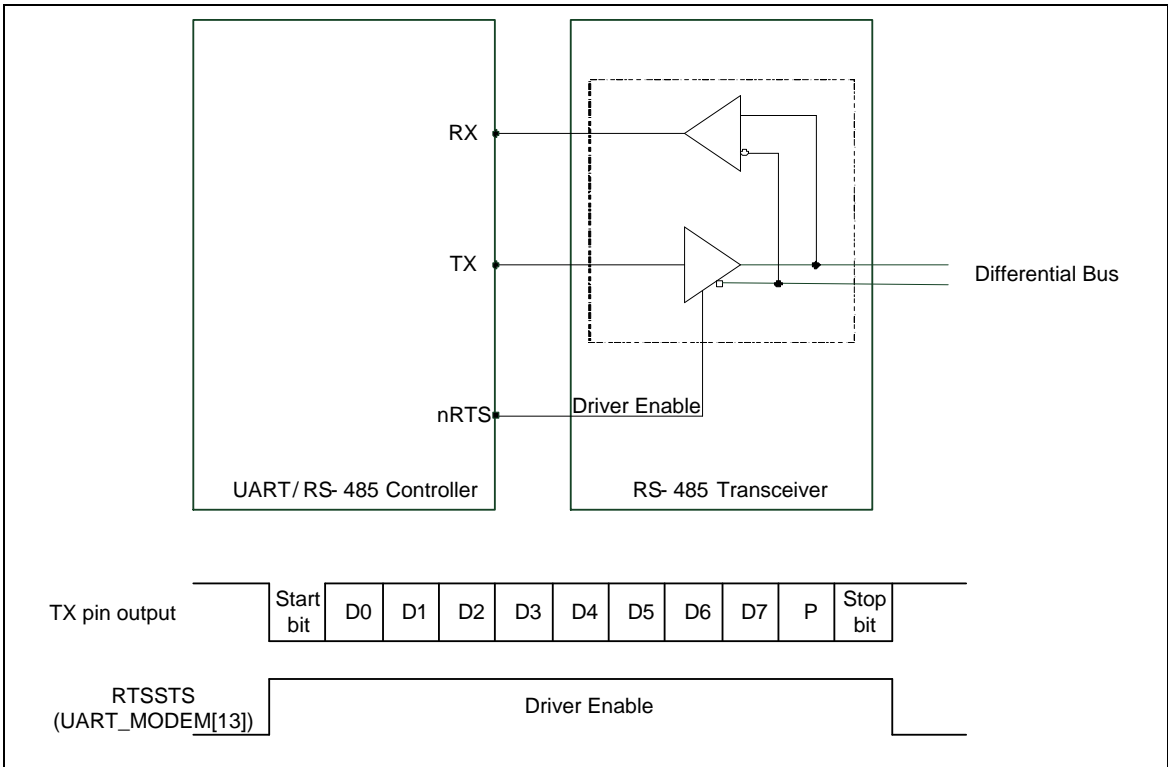 RX
TX
Differential Bus
nRTS
Driver Enable
UART/ RS- 485 Controller
RS- 485 Transceiver
TX pin output
Start
bit
D0
D1
D2
D3
D4
D5
D6
D7
P
Stop
bit
RTSSTS
(UART_MODEM[13])
Driver Enable